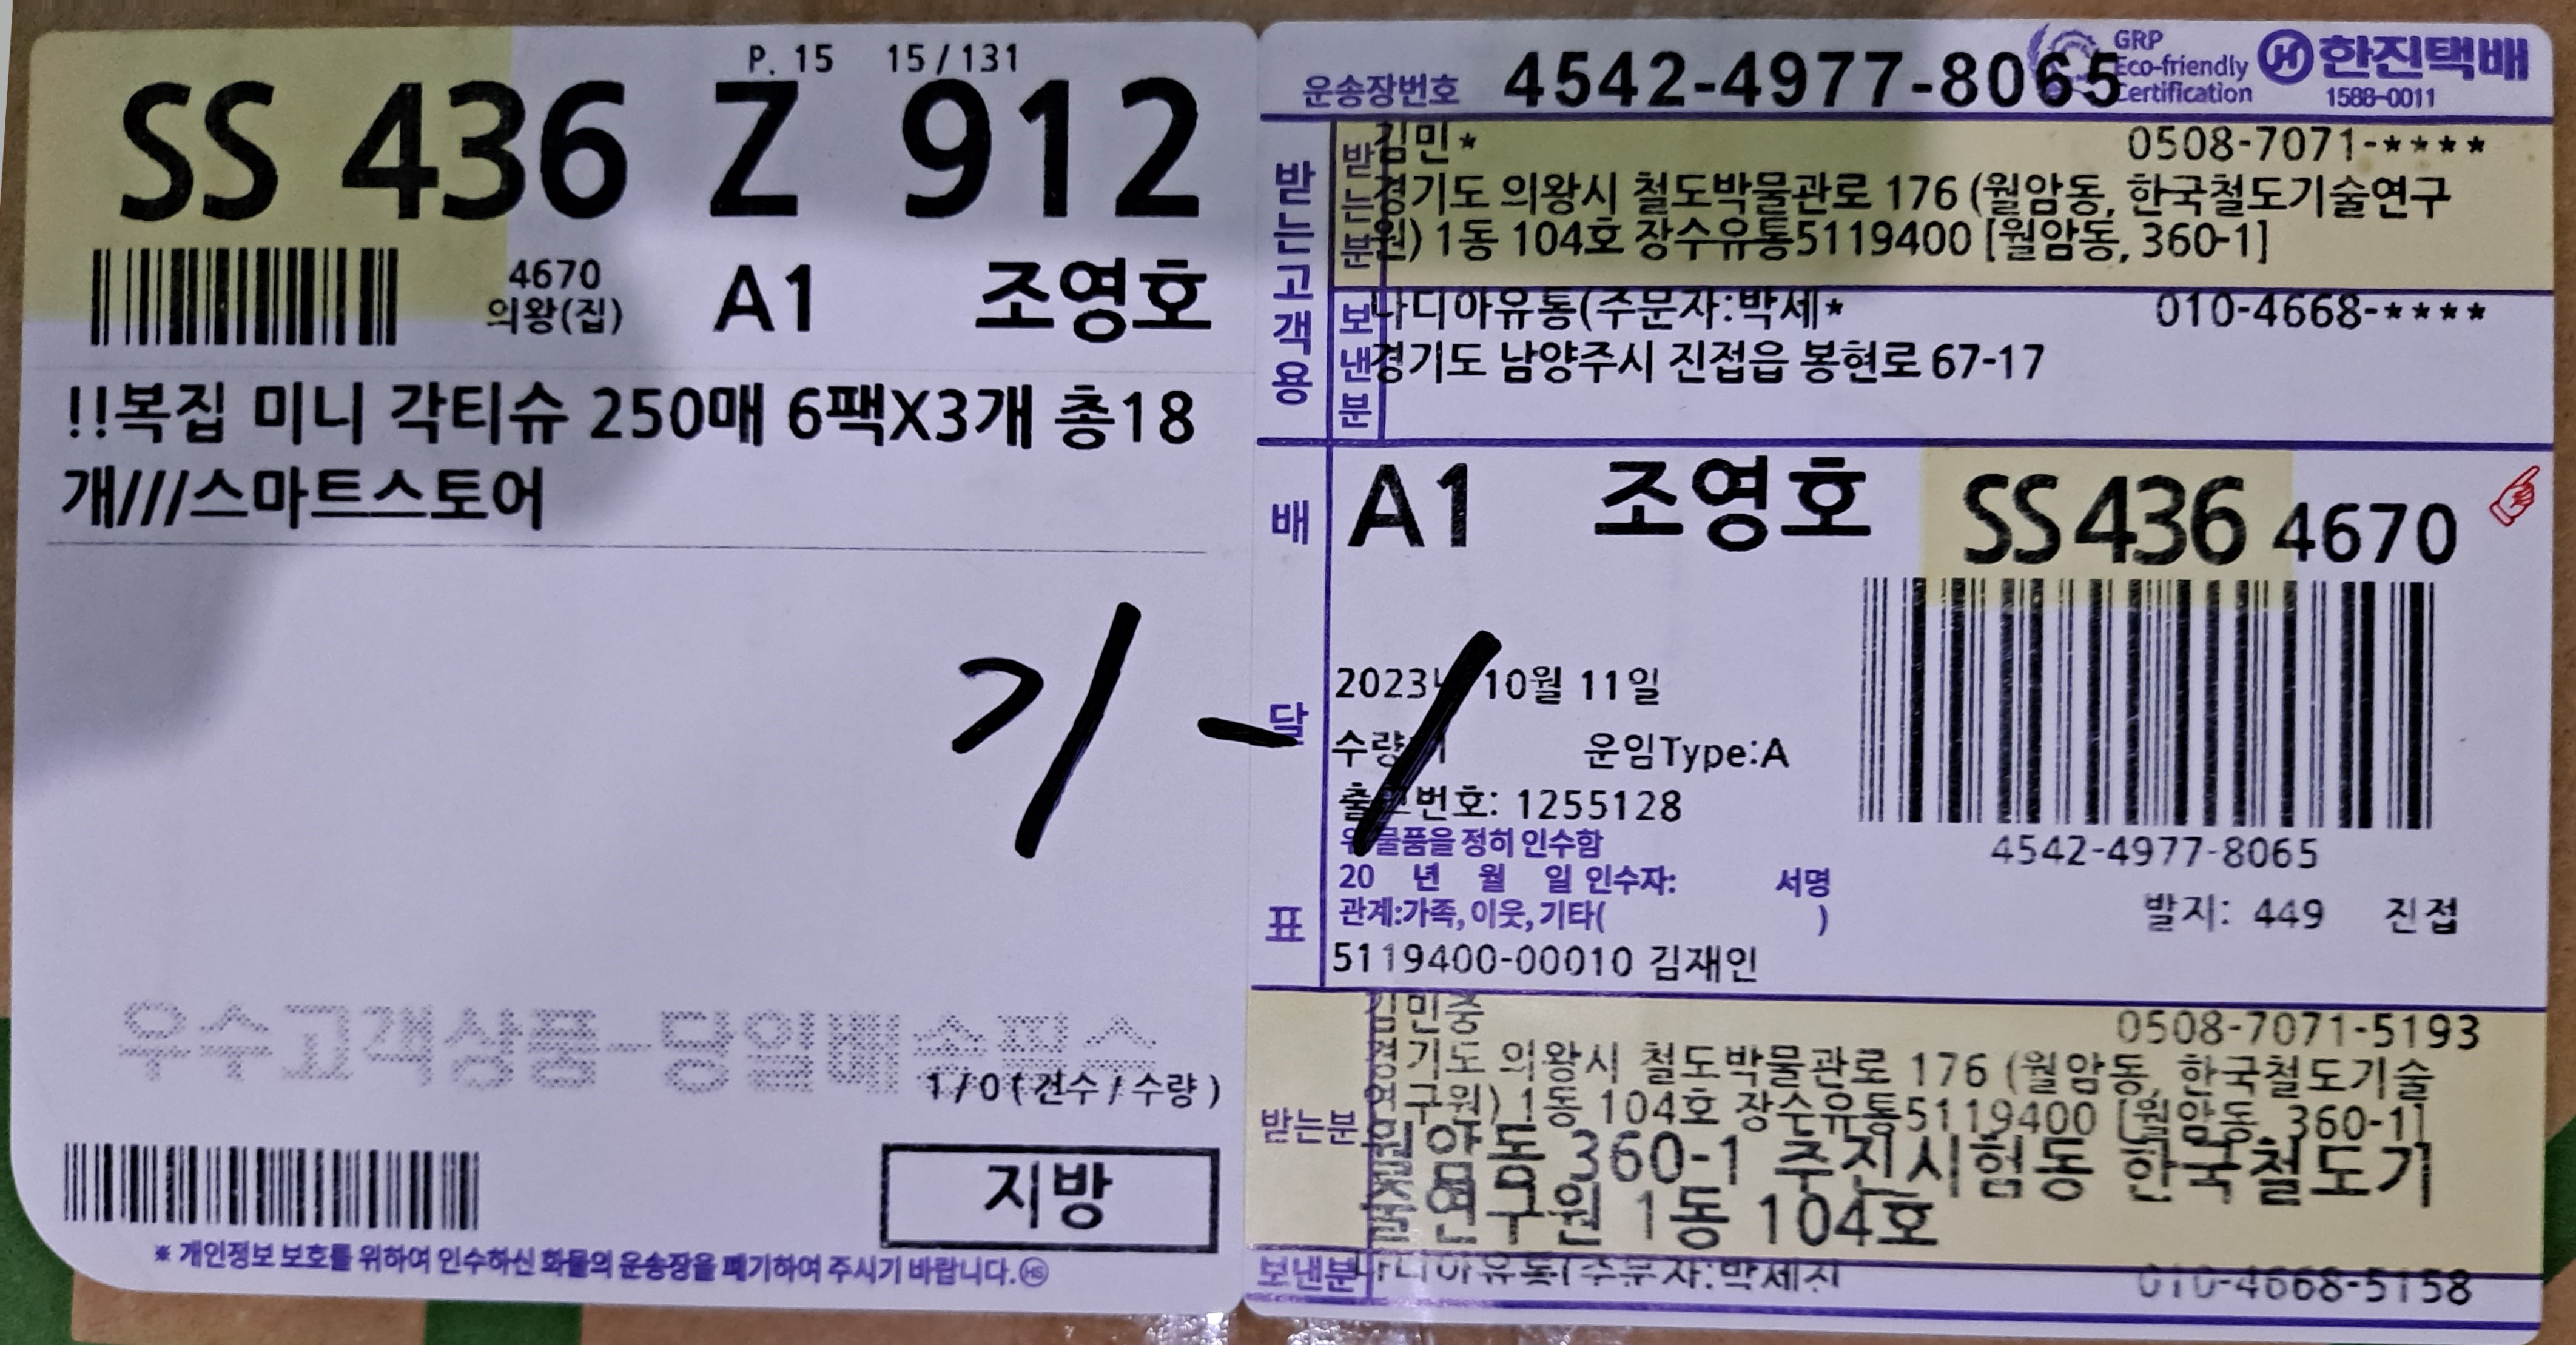 P. 15 15/131
SS 436 Z 912
4670
의왕(집) A1 조영호
!!복집 미니 각티슈 250매 6팩X3개 총18
개///스마트스토어
기-/
우수고객상품-당일배송필수
1/0(건수/수량)
지방
※ 개인정보 보호를 위하여 인수하신 화물의 운송장을 폐기하여 주시기 바랍니다.
운송장번호 4542-4977-8065
GRP
Eco-friendly
Certification
한진택배
1588-0011
받는고객용
받는분
김민* 0508-7071-****
경기도 의왕시 철도박물관로 176 (월암동, 한국철도기술연구
원) 1동 104호 장수유통5119400 [월암동, 360-1]
보낸분
나디아유통(주문자:박세* 010-4668-****
경기도 남양주시 진접읍 봉현로 67-17
배달표
A1 조영호 SS 436 4670
2023년 10월 11일
수량:1 운임Type:A
출고번호: 1255128
위 물품을 정히 인수함
20 년 월 일 인수자: 서명
관계:가족, 이웃, 기타( )
5119400-00010 김재인
4542-4977-8065
발지: 449 진접
받는분
김민중 0508-7071-5193
경기도 의왕시 철도박물관로 176 (월암동, 한국철도기술
연구원) 1동 104호 장수유통5119400 [월암동, 360-1]
월암동 360-1 추진시험동 한국철도기
술연구원 1동 104호
보낸분 나디아유통(주문자:박세진 010-4668-5158